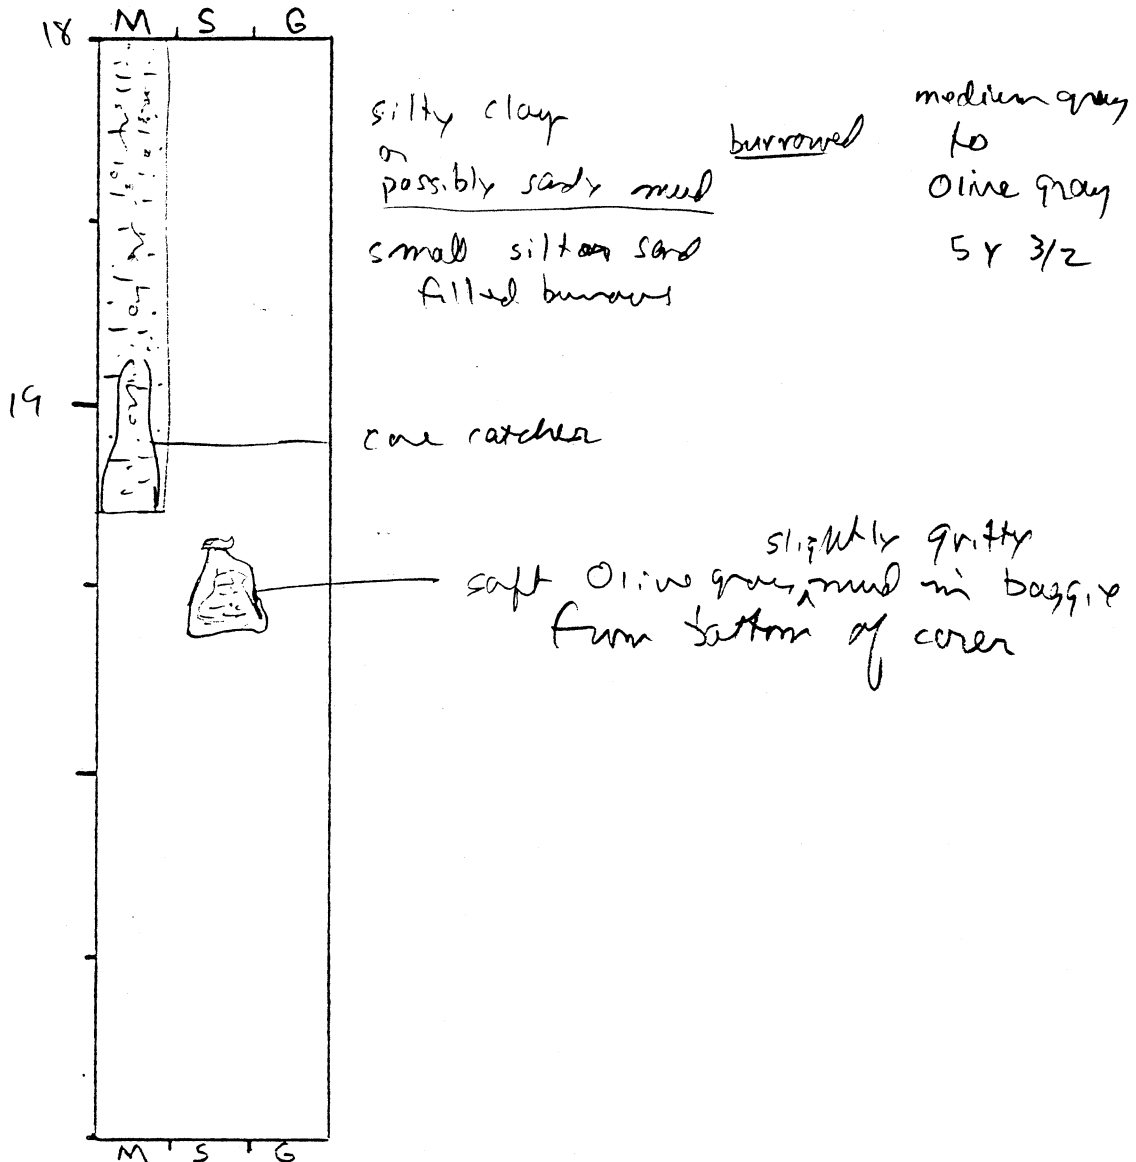 18 M S G
silty clay
or
possibly sandy mud
burrowed
medium gray
to
Olive gray
5Y 3/2
small silt or sand
filled burrows
19
core catcher
slightly gritty
soft Olive gray mud in baggie
from bottom of corer
M S G